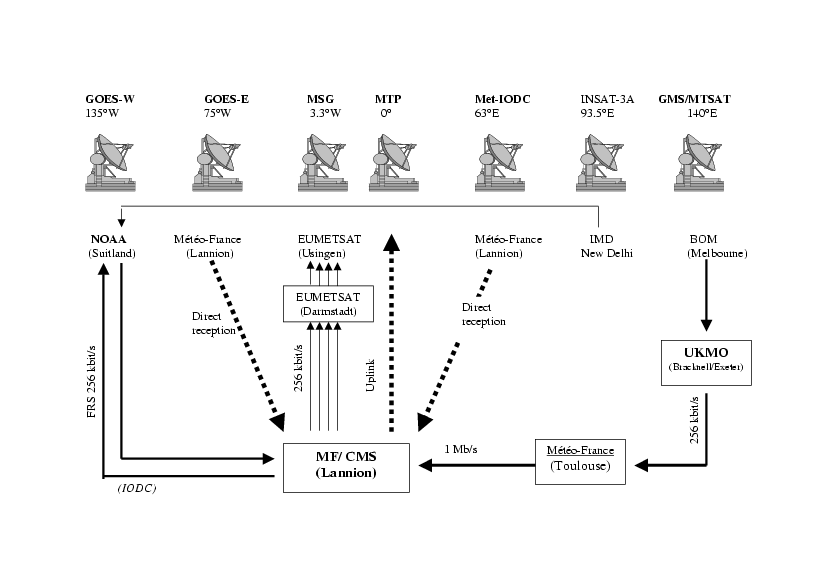 GOES-W GOES-E MSG MTP Met-IODC INSAT-3A GMS/MTSAT
135°W 75°W 3.3°W 0° 63°E 93.5°E 140°E
NOAA Météo-France EUMETSAT Météo-France IMD BOM
(Suitland) (Lannion) (Usingen) (Lannion) New Delhi (Melbourne)
EUMETSAT
(Darmstadt)
Direct
reception
Direct
reception
FRS 256 kbit/s
256 kbit/s
Uplink
UKMO
(Bracknell/Exeter)
256 kbit/s
MF/ CMS
(Lannion)
1 Mb/s
Météo-France
(Toulouse)
(IODC)